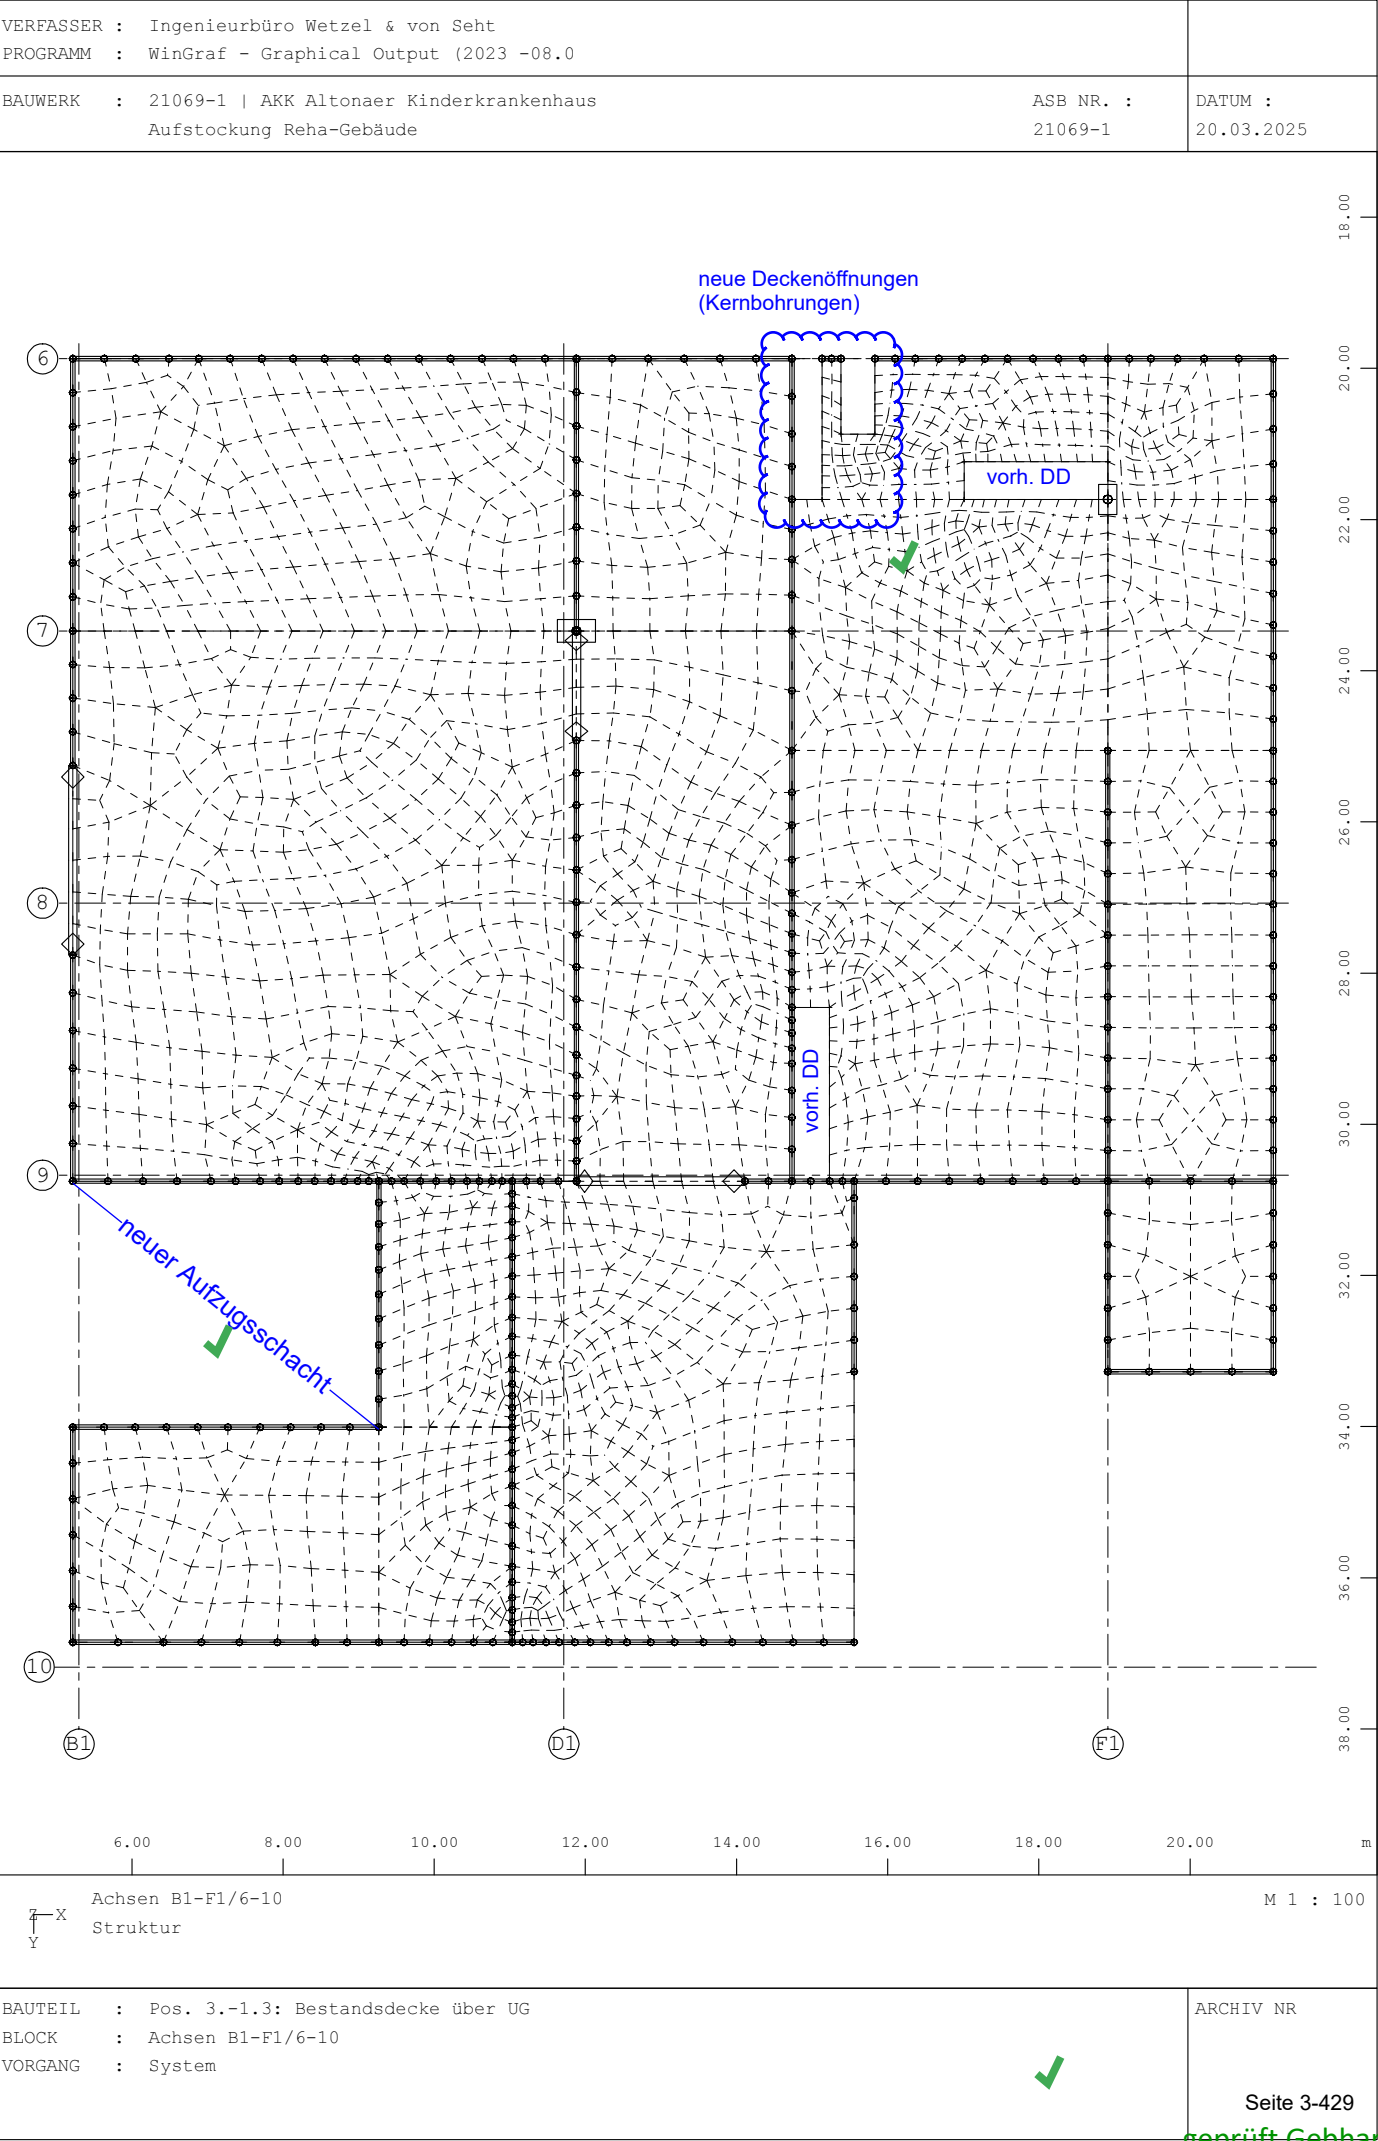 VERFASSER : Ingenieurbüro Wetzel & von Seht
PROGRAMM : WinGraf - Graphical Output (2023 -08.0
BAUWERK : 21069-1 | AKK Altonaer Kinderkrankenhaus
Aufstockung Reha-Gebäude
ASB NR. :
21069-1
DATUM :
20.03.2025
18.00
neue Deckenöffnungen
(Kernbohrungen)
6
20.00
vorh. DD
22.00
7
24.00
26.00
8
28.00
vorh. DD
30.00
9
neuer Aufzugsschacht
32.00
34.00
36.00
10
38.00
B1
D1
F1
6.00 8.00 10.00 12.00 14.00 16.00 18.00 20.00 m
Achsen B1-F1/6-10
Struktur
M 1 : 100
Z X
Y
BAUTEIL : Pos. 3.-1.3: Bestandsdecke über UG
BLOCK : Achsen B1-F1/6-10
VORGANG : System
ARCHIV NR
Seite 3-429
geprüft